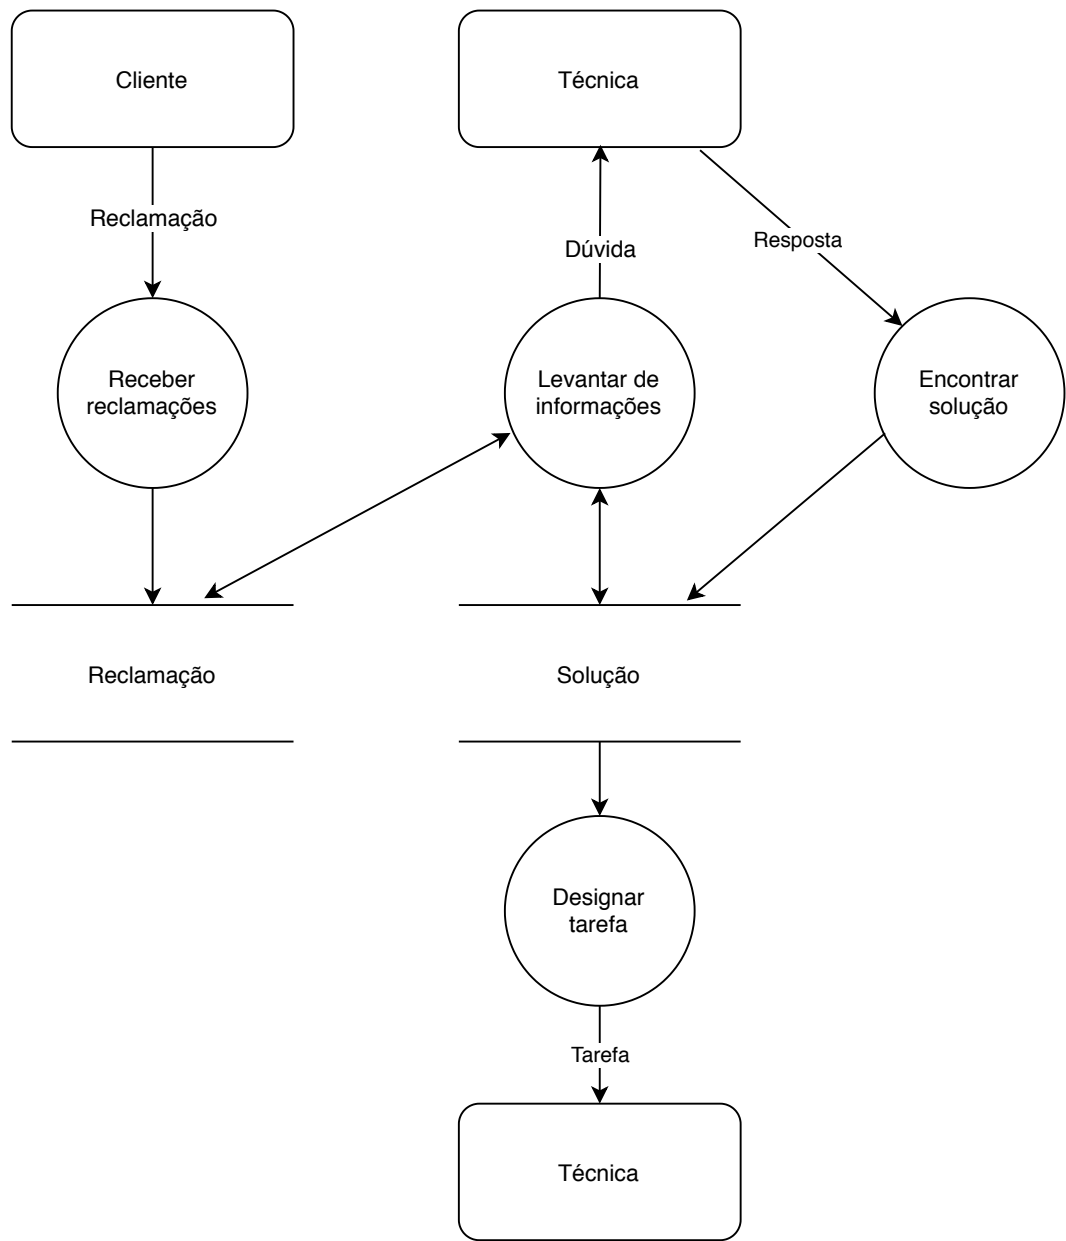 Cliente
Técnica
Reclamação
Dúvida
Resposta
Receber
reclamações
Levantar de
informações
Encontrar
solução
Reclamação
Solução
Designar
tarefa
Tarefa
Técnica